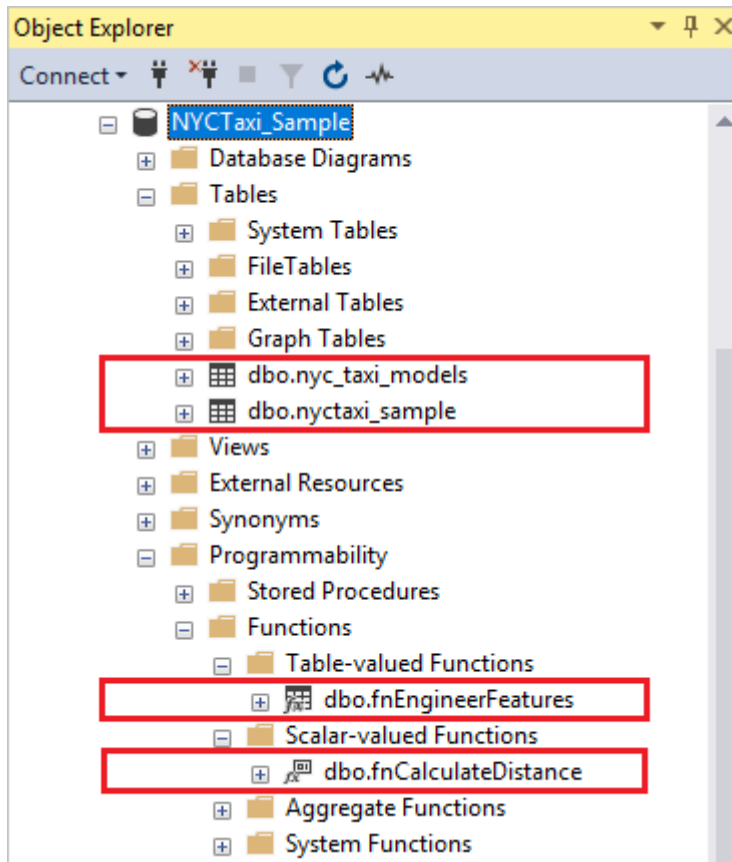 Object Explorer
Connect
NYCTaxi_Sample
Database Diagrams
Tables
System Tables
FileTables
External Tables
Graph Tables
dbo.nyc_taxi_models
dbo.nyctaxi_sample
Views
External Resources
Synonyms
Programmability
Stored Procedures
Functions
Table-valued Functions
dbo.fnEngineerFeatures
Scalar-valued Functions
dbo.fnCalculateDistance
Aggregate Functions
System Functions